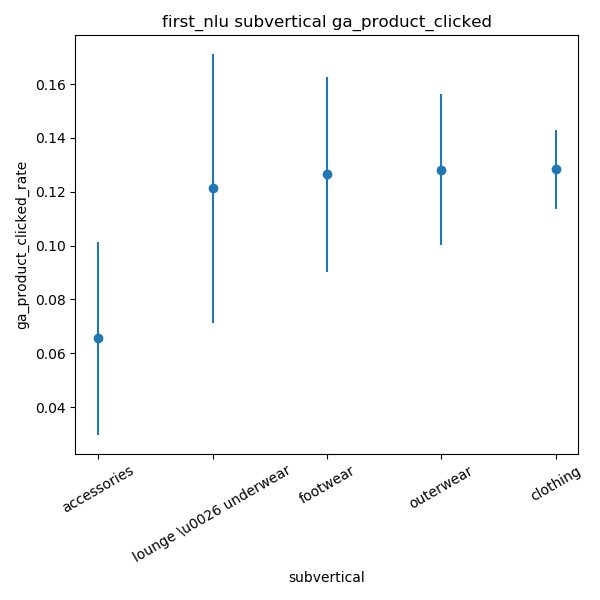 first_nlu subvertical ga_product_clicked
0.16
0.14
0.12
0.10
0.08
0.06
0.04
ga_product_clicked_rate
accessories
lounge \u0026 underwear
footwear
outerwear
clothing
subvertical